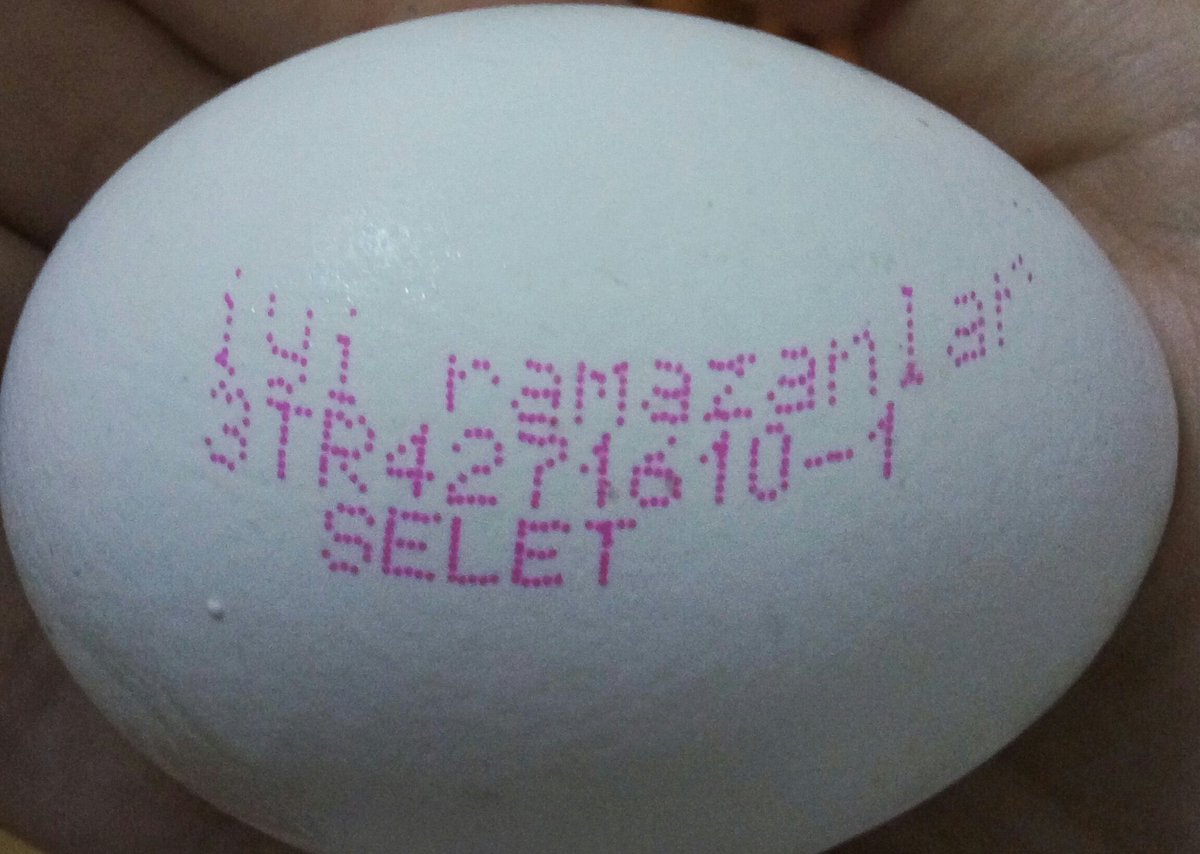 iyi ramazanlar
3TR4271610-1
SELET